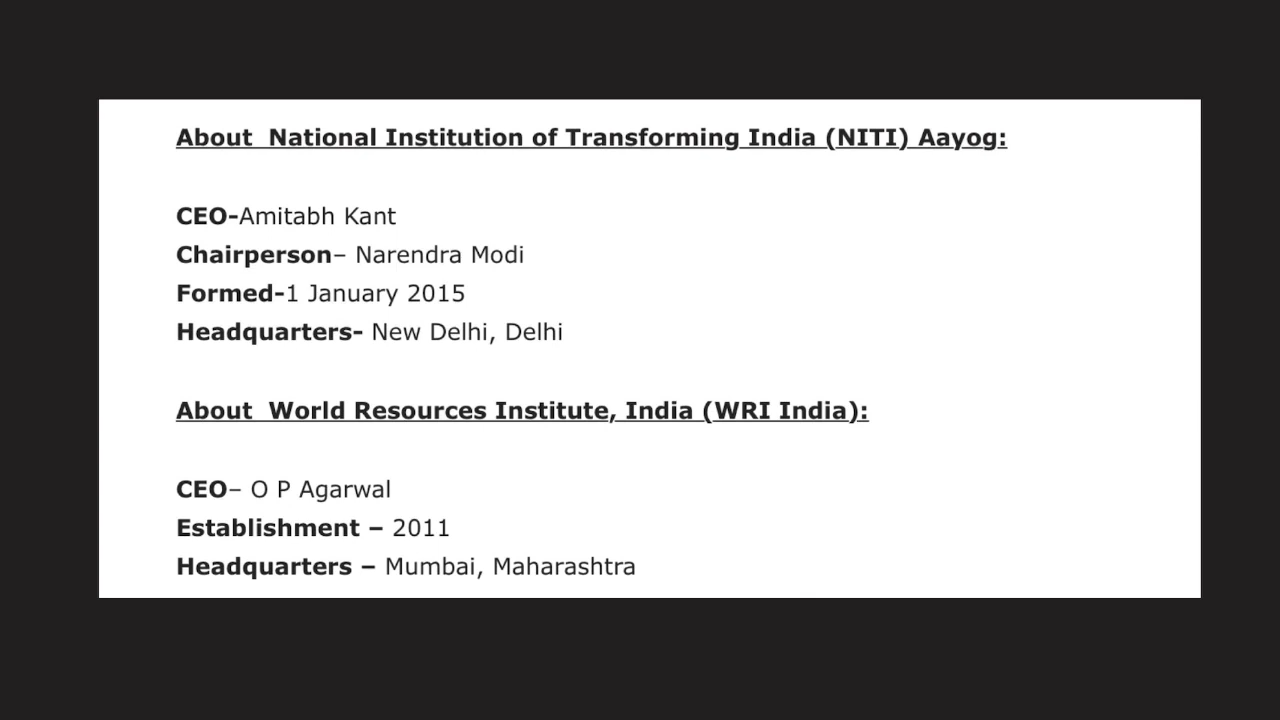 About  National Institution of Transforming India (NITI) Aayog:
CEO-Amitabh Kant
Chairperson– Narendra Modi
Formed-1 January 2015
Headquarters- New Delhi, Delhi
About  World Resources Institute, India (WRI India):
CEO– O P Agarwal
Establishment – 2011
Headquarters – Mumbai, Maharashtra